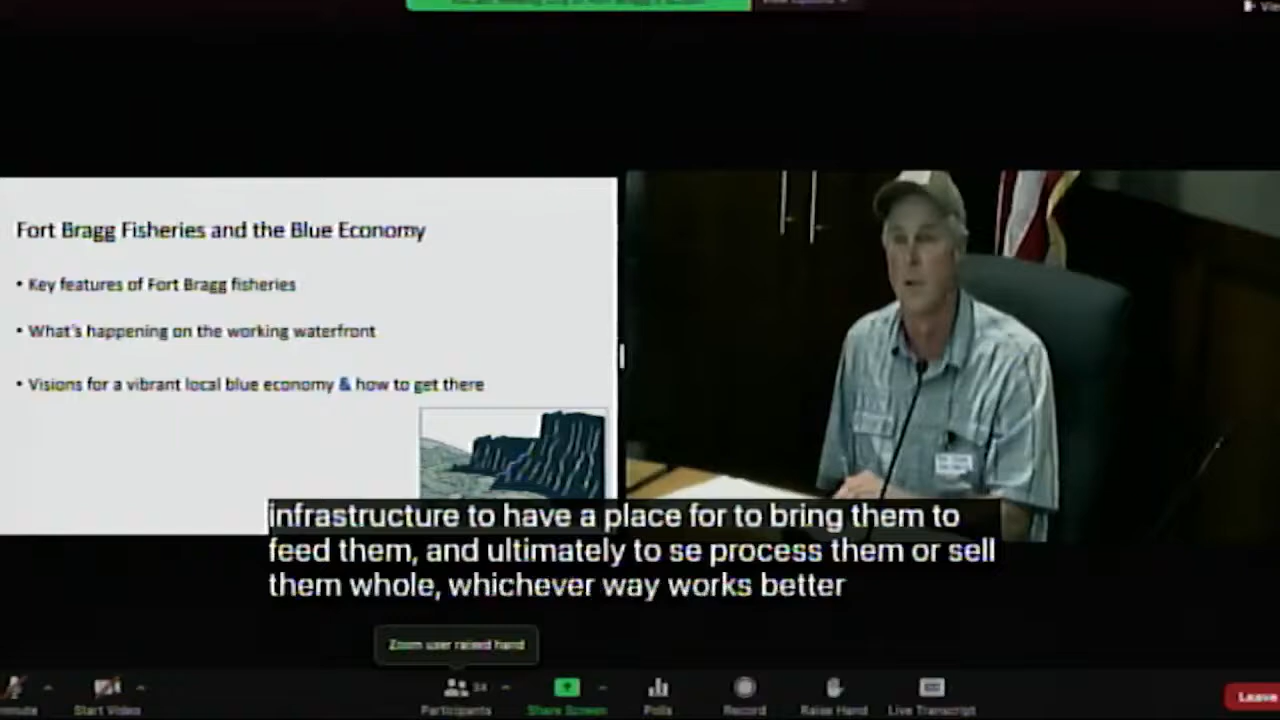 Fort Bragg Fisheries and the Blue Economy
• Key features of Fort Bragg fisheries
• What's happening on the working waterfront
• Visions for a vibrant local blue economy & how to get there
infrastructure to have a place for to bring them to
feed them, and ultimately to se process them or sell
them whole, whichever way works better
Zoom user raised hand
34
Start Video
Participants
Share Screen
Polls
Record
Raise Hand
Live Transcript
Leave